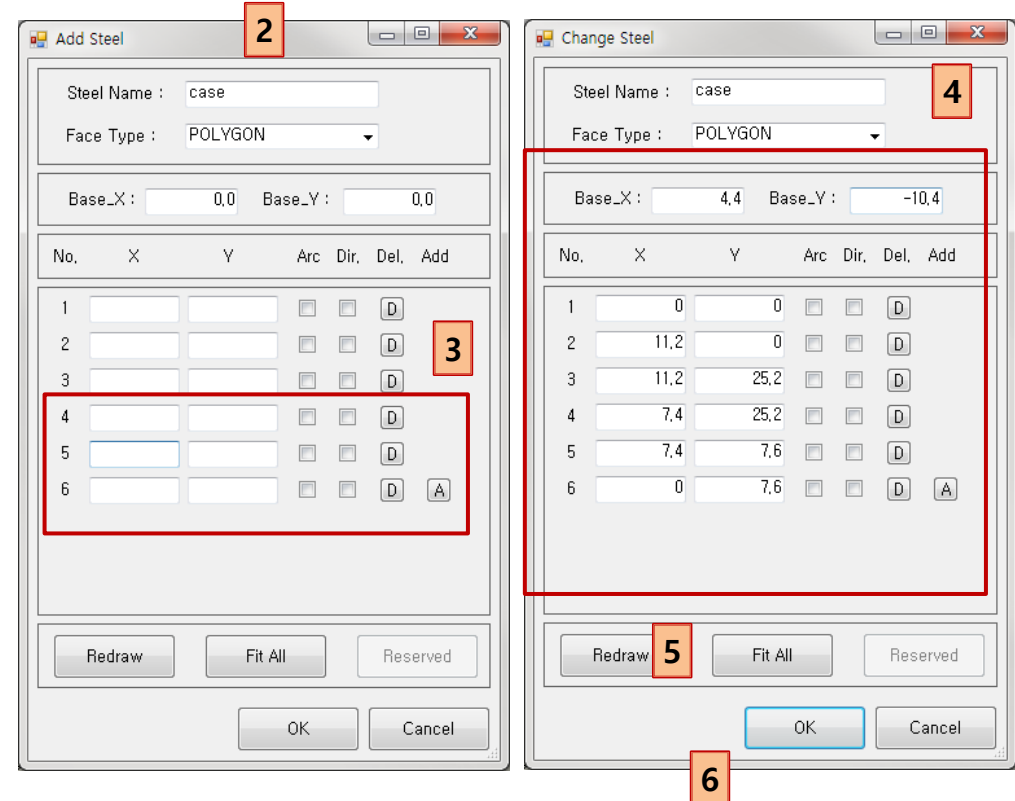 2
Add Steel
Steel Name :
case
Face Type :
POLYGON
Base_X :
0.0
Base_Y :
0.0
No. X Y Arc Dir. Del. Add
1 D
2 D
3
3 D
4 D
5 D
6 D A
Redraw
Fit All
Reserved
OK
Cancel
Change Steel
4
Steel Name :
case
Face Type :
POLYGON
Base_X :
4.4
Base_Y :
-10.4
No. X Y Arc Dir. Del. Add
1 0 0 D
2 11.2 0 D
3 11.2 25.2 D
4 7.4 25.2 D
5 7.4 7.6 D
6 0 7.6 D A
Redraw
5
Fit All
Reserved
OK
Cancel
6